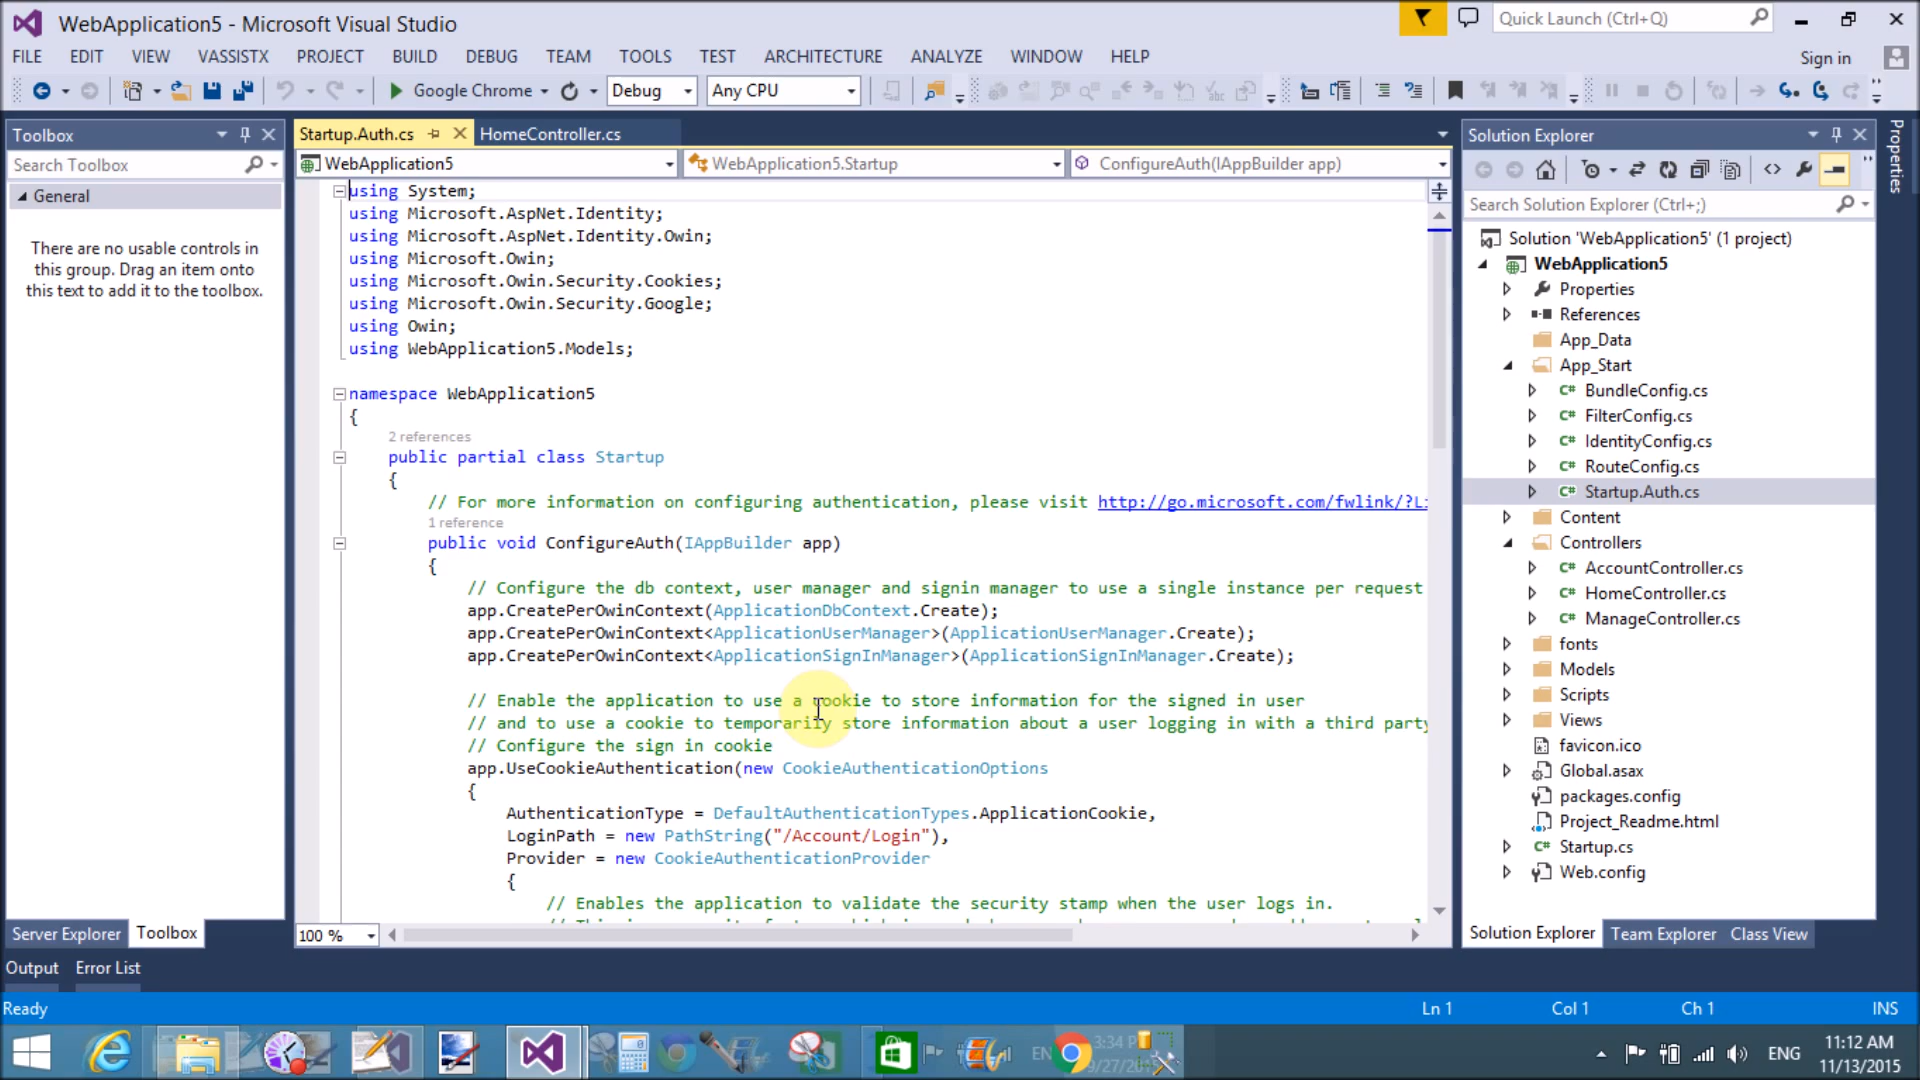 WebApplication5 - Microsoft Visual Studio
Quick Launch (Ctrl+Q)
FILE EDIT VIEW VASSISTX PROJECT BUILD DEBUG TEAM TOOLS TEST ARCHITECTURE ANALYZE WINDOW HELP
Sign in
Google Chrome Debug Any CPU
Toolbox
Search Toolbox
General
There are no usable controls in
this group. Drag an item onto
this text to add it to the toolbox.
Server Explorer Toolbox
Startup.Auth.cs HomeController.cs
WebApplication5 WebApplication5.Startup ConfigureAuth(IAppBuilder app)
using System;
using Microsoft.AspNet.Identity;
using Microsoft.AspNet.Identity.Owin;
using Microsoft.Owin;
using Microsoft.Owin.Security.Cookies;
using Microsoft.Owin.Security.Google;
using Owin;
using WebApplication5.Models;
namespace WebApplication5
{
2 references
public partial class Startup
{
// For more information on configuring authentication, please visit http://go.microsoft.com/fwlink/?Li
1 reference
public void ConfigureAuth(IAppBuilder app)
{
// Configure the db context, user manager and signin manager to use a single instance per request
app.CreatePerOwinContext(ApplicationDbContext.Create);
app.CreatePerOwinContext<ApplicationUserManager>(ApplicationUserManager.Create);
app.CreatePerOwinContext<ApplicationSignInManager>(ApplicationSignInManager.Create);
// Enable the application to use a cookie to store information for the signed in user
// and to use a cookie to temporarily store information about a user logging in with a third party
// Configure the sign in cookie
app.UseCookieAuthentication(new CookieAuthenticationOptions
{
AuthenticationType = DefaultAuthenticationTypes.ApplicationCookie,
LoginPath = new PathString("/Account/Login"),
Provider = new CookieAuthenticationProvider
{
// Enables the application to validate the security stamp when the user logs in.
100 %
Solution Explorer
Search Solution Explorer (Ctrl+;)
Solution 'WebApplication5' (1 project)
WebApplication5
Properties
References
App_Data
App_Start
C# BundleConfig.cs
C# FilterConfig.cs
C# IdentityConfig.cs
C# RouteConfig.cs
C# Startup.Auth.cs
Content
Controllers
C# AccountController.cs
C# HomeController.cs
C# ManageController.cs
fonts
Models
Scripts
Views
favicon.ico
Global.asax
packages.config
Project_Readme.html
C# Startup.cs
Web.config
Solution Explorer Team Explorer Class View
Properties
Output Error List
Ready
Ln 1 Col 1 Ch 1 INS
EN 3:34 P
ENG
11:12 AM
11/13/2015